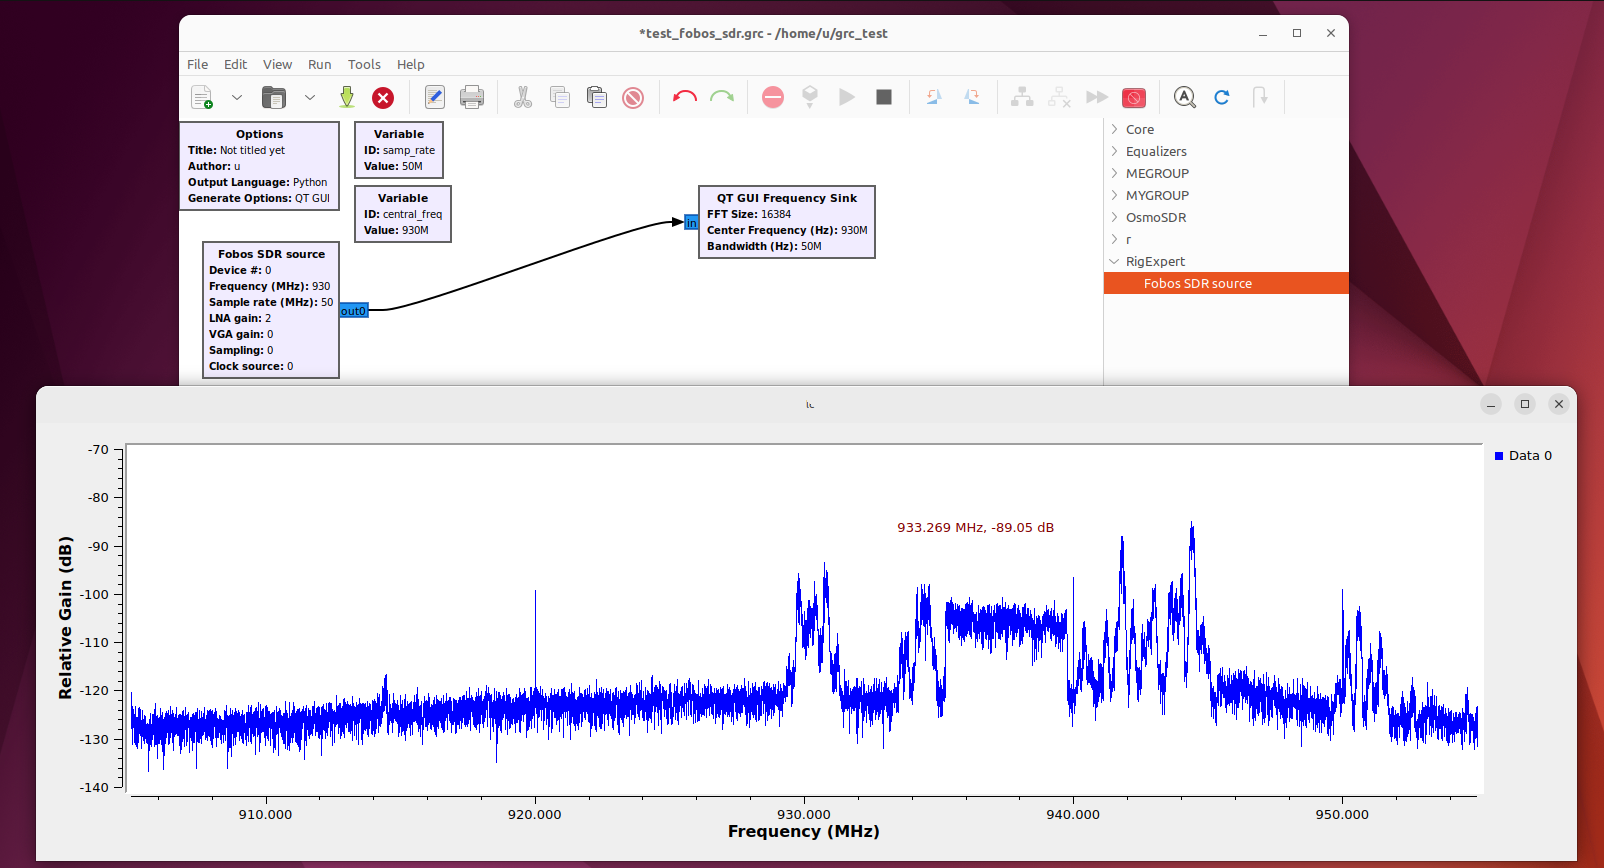 *test_fobos_sdr.grc - /home/u/grc_test
File Edit View Run Tools Help
Options
Title: Not titled yet
Author: u
Output Language: Python
Generate Options: QT GUI
Variable
ID: samp_rate
Value: 50M
Variable
ID: central_freq
Value: 930M
Fobos SDR source
Device #: 0
Frequency (MHz): 930
Sample rate (MHz): 50
LNA gain: 2
VGA gain: 0
Sampling: 0
Clock source: 0
out0
in
QT GUI Frequency Sink
FFT Size: 16384
Center Frequency (Hz): 930M
Bandwidth (Hz): 50M
Core
Equalizers
MEGROUP
MYGROUP
OsmoSDR
r
RigExpert
Fobos SDR source
-70
-80
-90
-100
-110
-120
-130
-140
Relative Gain (dB)
933.269 MHz, -89.05 dB
Data 0
910.000 920.000 930.000 940.000 950.000
Frequency (MHz)